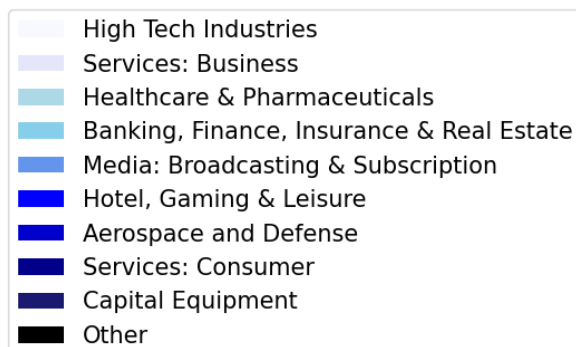 High Tech Industries
Services: Business
Healthcare & Pharmaceuticals
Banking, Finance, Insurance & Real Estate
Media: Broadcasting & Subscription
Hotel, Gaming & Leisure
Aerospace and Defense
Services: Consumer
Capital Equipment
Other